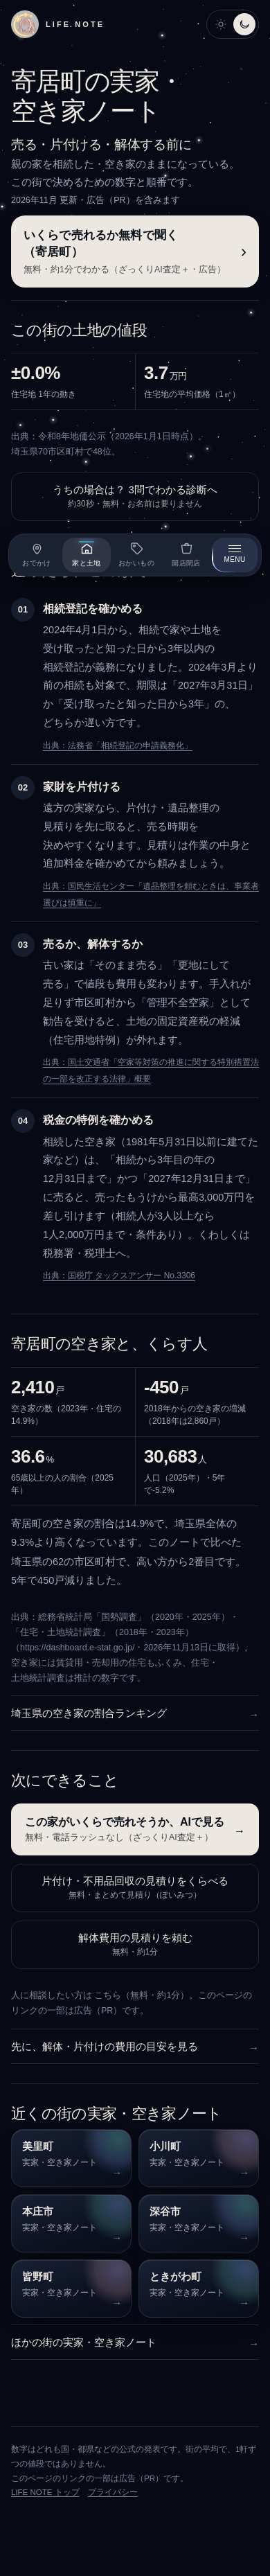 LIFE.NOTE
寄居町の実家・
空き家ノート
売る・片付ける・解体する前に
親の家を相続した・空き家のままになっている。
この街で決めるための数字と順番です。
2026年11月 更新・広告（PR）を含みます
いくらで売れるか無料で聞く
（寄居町）
無料・約1分でわかる（ざっくりAI査定＋・広告）
›
この街の土地の値段
±0.0%
住宅地 1年の動き
3.7万円
住宅地の平均価格（1㎡）
出典：令和8年地価公示（2026年1月1日時点）。
埼玉県70市区町村で48位。
うちの場合は？ 3問でわかる診断へ
約30秒・無料・お名前は要りません
おでかけ
家と土地
おかいもの
開店閉店
MENU
01
相続登記を確かめる
2024年4月1日から、相続で家や土地を
受け取ったと知った日から3年以内の
相続登記が義務になりました。2024年3月より
前の相続も対象で、期限は「2027年3月31日」
か「受け取ったと知った日から3年」の、
どちらか遅い方です。
出典：法務省「相続登記の申請義務化」
02
家財を片付ける
遠方の実家なら、片付け・遺品整理の
見積りを先に取ると、売る時期を
決めやすくなります。見積りは作業の中身と
追加料金を確かめてから頼みましょう。
出典：国民生活センター「遺品整理を頼むときは、事業者
選びは慎重に」
03
売るか、解体するか
古い家は「そのまま売る」「更地にして
売る」で値段も費用も変わります。手入れが
足りず市区町村から「管理不全空家」として
勧告を受けると、土地の固定資産税の軽減
（住宅用地特例）が外れます。
出典：国土交通省「空家等対策の推進に関する特別措置法
の一部を改正する法律」概要
04
税金の特例を確かめる
相続した空き家（1981年5月31日以前に建てた
家など）は、「相続から3年目の年の
12月31日まで」かつ「2027年12月31日まで」
に売ると、売ったもうけから最高3,000万円を
差し引けます（相続人が3人以上なら
1人2,000万円まで・条件あり）。くわしくは
税務署・税理士へ。
出典：国税庁 タックスアンサー No.3306
寄居町の空き家と、くらす人
2,410戸
空き家の数（2023年・住宅の
14.9%）
-450戸
2018年からの空き家の増減
（2018年は2,860戸）
36.6%
65歳以上の人の割合（2025
年）
30,683人
人口（2025年）・5年
で-5.2%
寄居町の空き家の割合は14.9%で、埼玉県全体の
9.3%より高くなっています。このノートで比べた
埼玉県の62の市区町村で、高い方から2番目です。
5年で450戸減りました。
出典：総務省統計局「国勢調査」（2020年・2025年）・
「住宅・土地統計調査」（2018年・2023年）
（https://dashboard.e-stat.go.jp/・2026年11月13日に取得）。
空き家には賃貸用・売却用の住宅もふくみ、住宅・
土地統計調査は推計の数字です。
埼玉県の空き家の割合ランキング
→
次にできること
この家がいくらで売れそうか、AIで見る
無料・電話ラッシュなし（ざっくりAI査定＋）
→
片付け・不用品回収の見積りをくらべる
無料・まとめて見積り（ぽいみつ）
解体費用の見積りを頼む
無料・約1分
人に相談したい方は こちら（無料・約1分）。このページの
リンクの一部は広告（PR）です。
先に、解体・片付けの費用の目安を見る
→
近くの街の実家・空き家ノート
美里町
実家・空き家ノート
→
小川町
実家・空き家ノート
→
本庄市
実家・空き家ノート
→
深谷市
実家・空き家ノート
→
皆野町
実家・空き家ノート
→
ときがわ町
実家・空き家ノート
→
ほかの街の実家・空き家ノート
→
数字はどれも国・都県などの公式の発表です。街の平均で、1軒ず
つの値段ではありません。
このページのリンクの一部は広告（PR）です。
LIFE NOTE トップ プライバシー